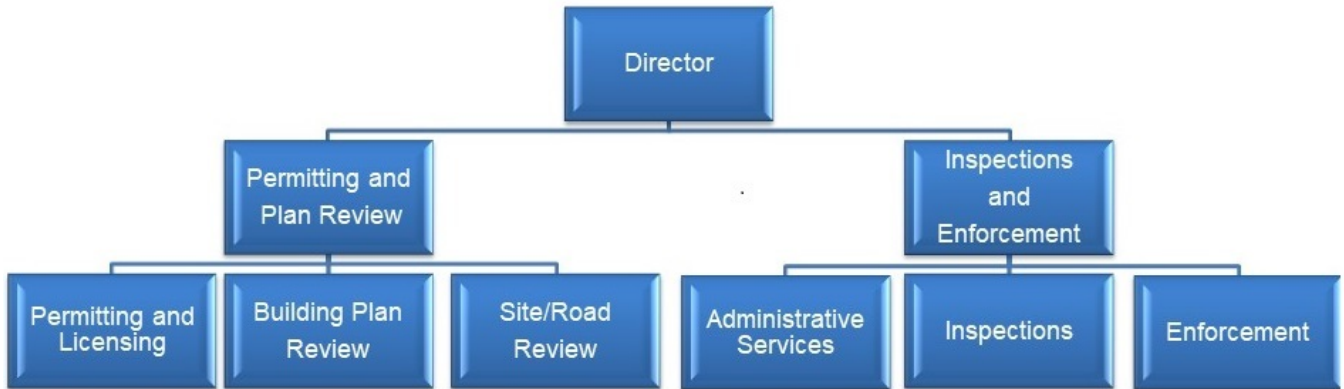 Director
Permitting and
Plan Review
Inspections
and
Enforcement
Permitting and
Licensing
Building Plan
Review
Site/Road
Review
Administrative
Services
Inspections
Enforcement